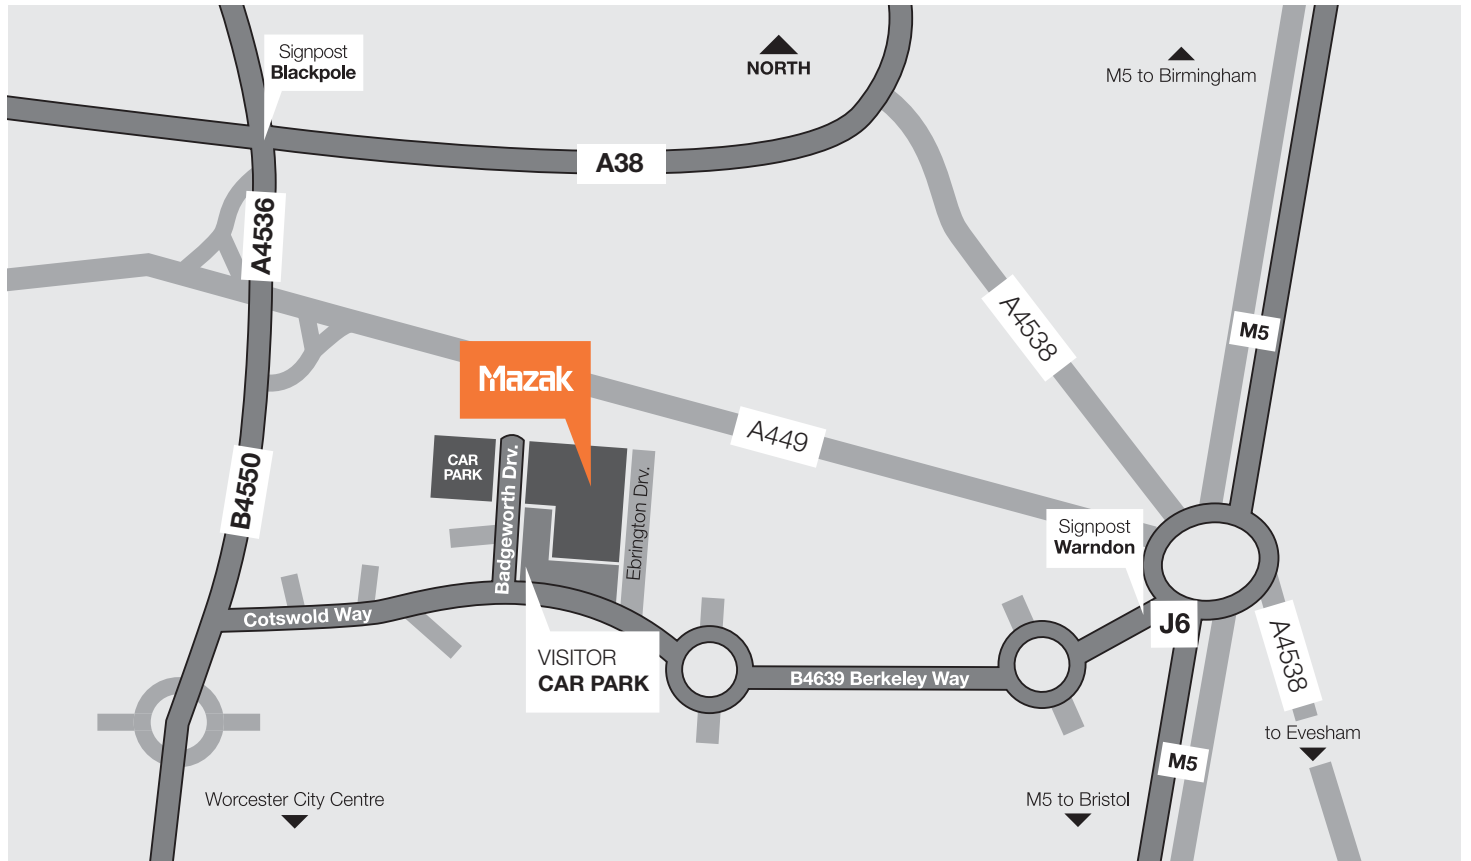 Signpost
Blackpole
NORTH
M5 to Birmingham
A38
A4536
A4538
M5
Mazak
A449
CAR
PARK
B4550
Badgeworth Drv.
Ebrington Drv.
Signpost
Warndon
Cotswold Way
J6
A4538
VISITOR
CAR PARK
B4639 Berkeley Way
to Evesham
M5
Worcester City Centre
M5 to Bristol